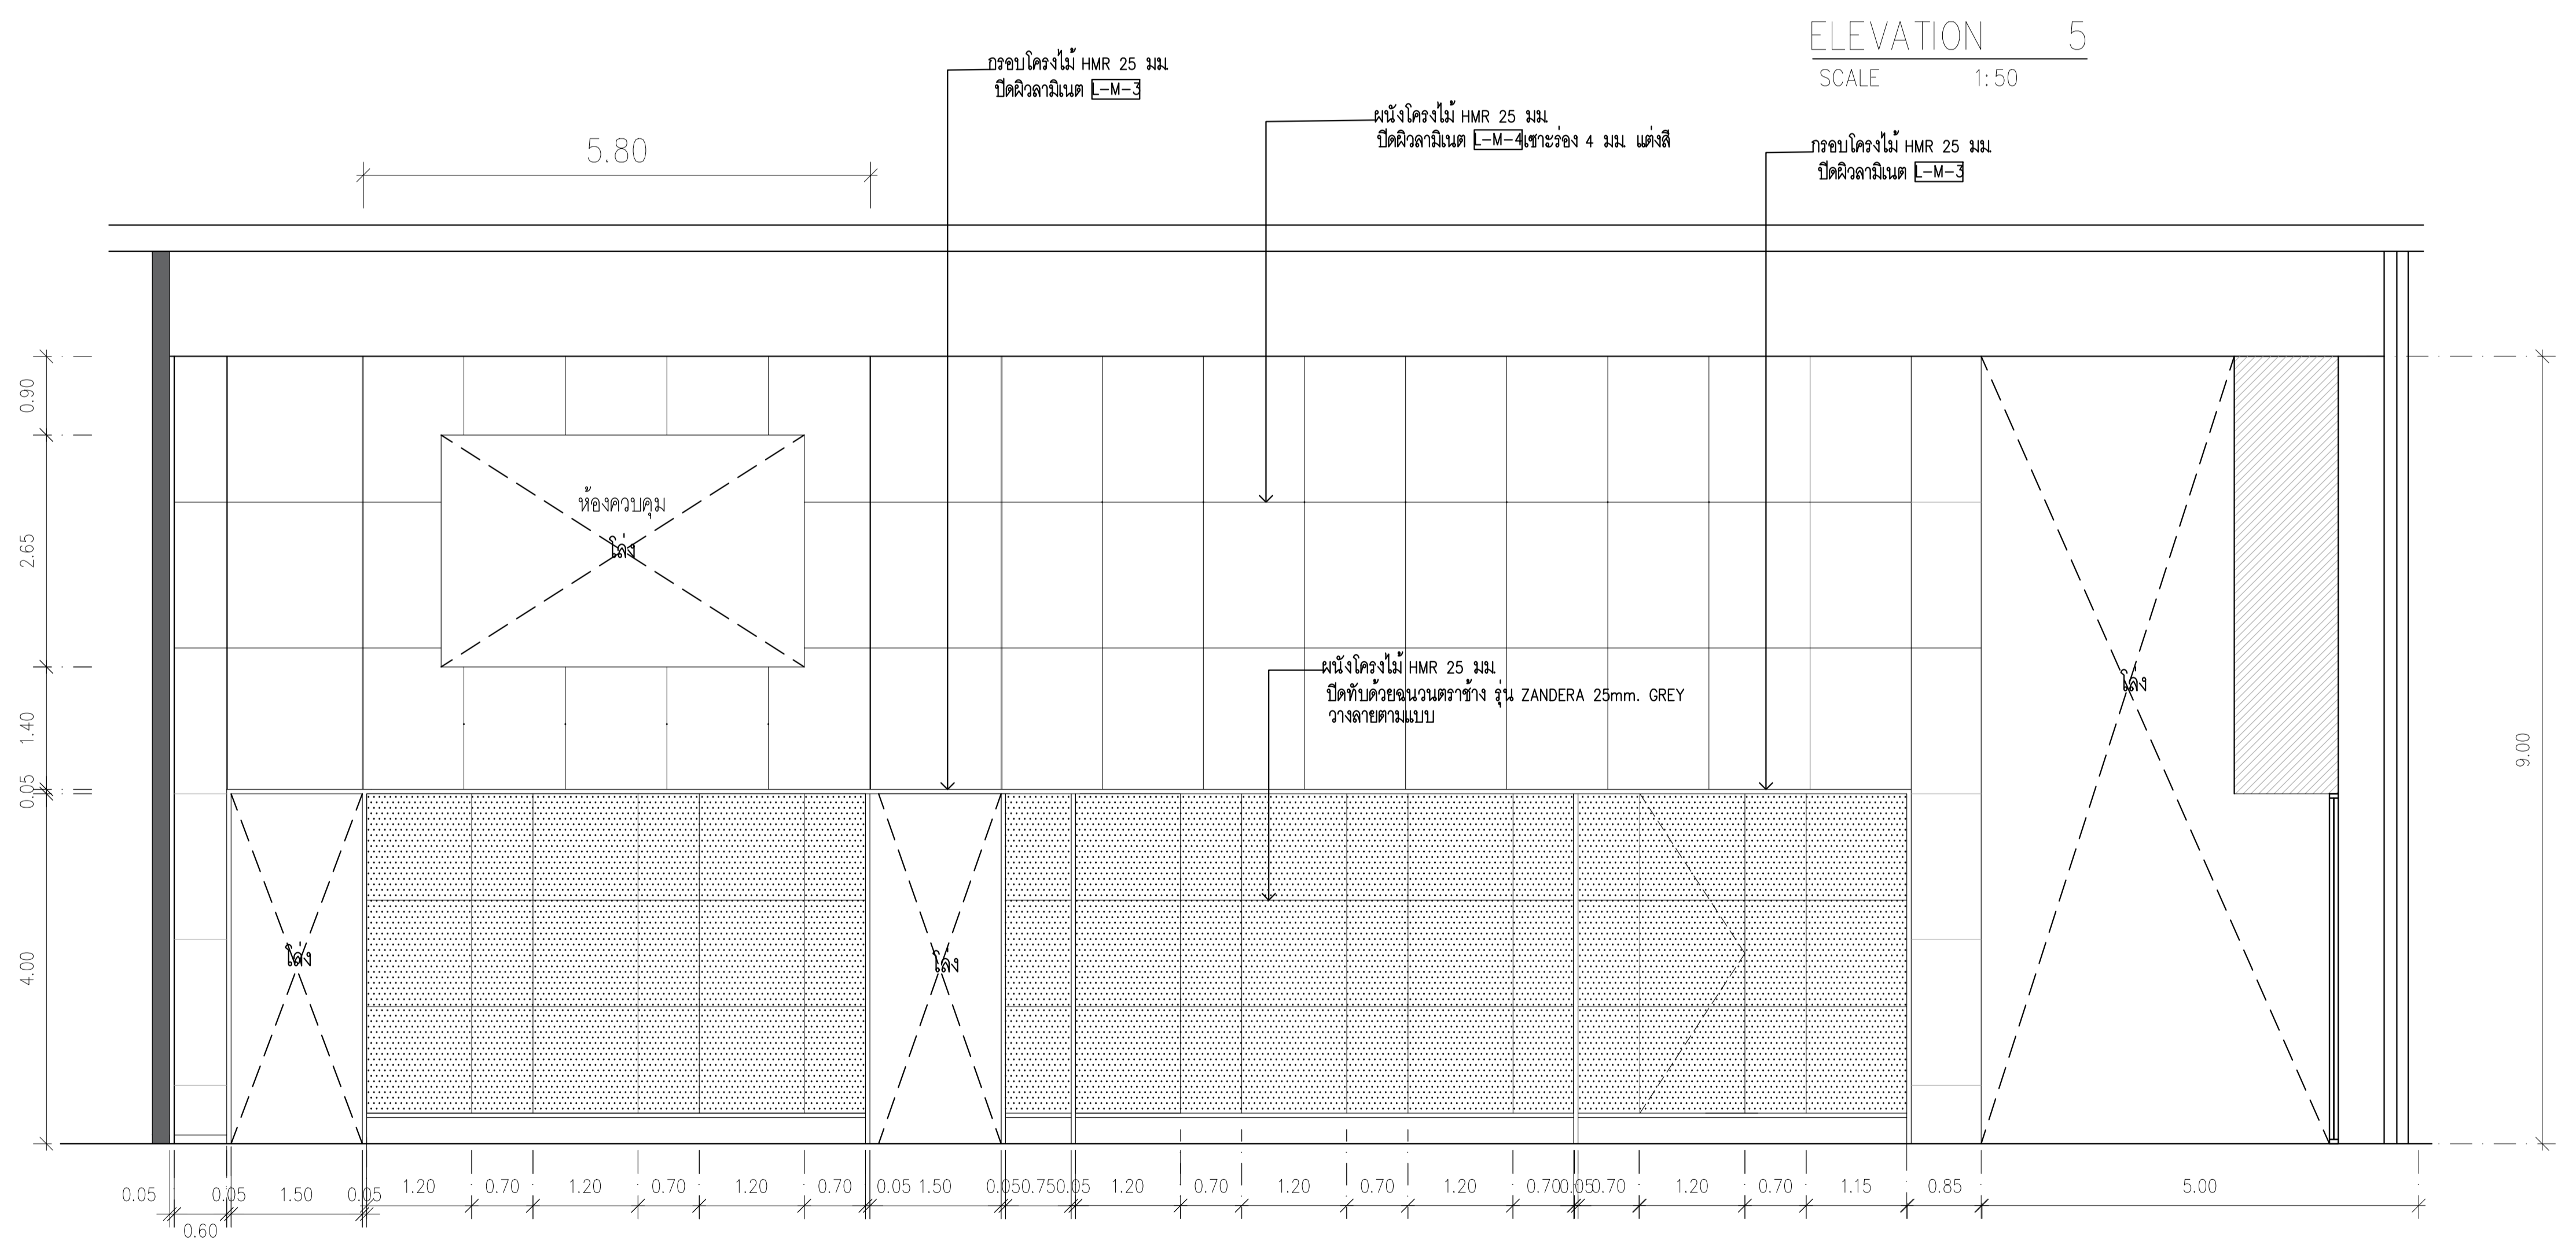 ELEVATION 5
SCALE 1:50
กรอบโครงไม้ HMR 25 มม.
ปิดผิวลามิเนต L-M-3
ผนังโครงไม้ HMR 25 มม.
ปิดผิวลามิเนต L-M-4 เซาะร่อง 4 มม. แต่งสี
กรอบโครงไม้ HMR 25 มม.
ปิดผิวลามิเนต L-M-3
5.80
0.90
2.65
1.40
0.05
4.00
ห้องควบคุม
โล่ง
ผนังโครงไม้ HMR 25 มม.
ปิดทับด้วยฉนวนตราช้าง รุ่น ZANDERA 25mm. GREY
วางลายตามแบบ
โล่ง
9.00
โล่ง
โล่ง
0.05 0.05 1.50 0.05 1.20 0.70 1.20 0.70 1.20 0.70 0.05 1.50 0.05 0.75 0.05 1.20 0.70 1.20 0.70 1.20 0.70 0.05 0.70 1.20 0.70 1.15 0.85 5.00
0.60